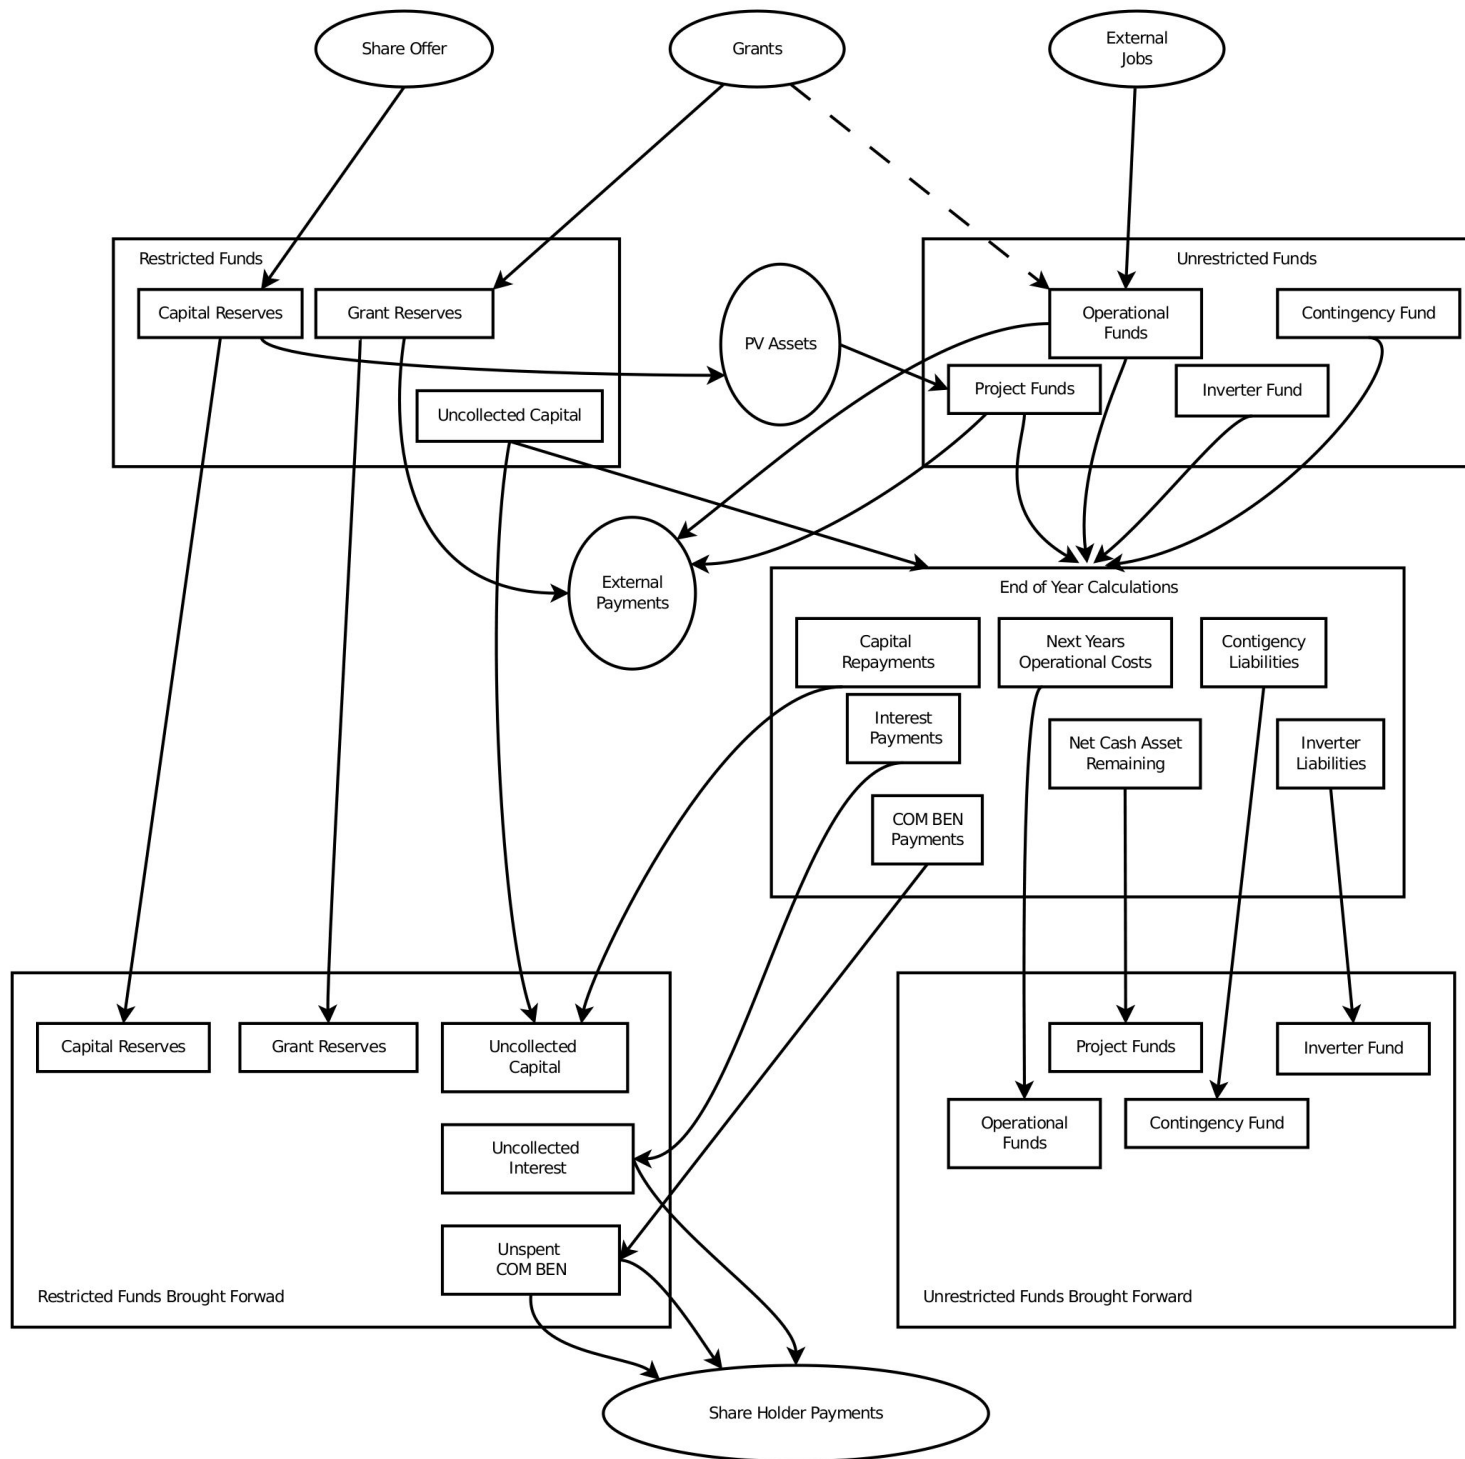 Share Offer
Grants
External
Jobs
Restricted Funds
Unrestricted Funds
Capital Reserves
Grant Reserves
PV Assets
Operational
Funds
Contingency Fund
Project Funds
Inverter Fund
Uncollected Capital
External
Payments
End of Year Calculations
Capital
Repayments
Next Years
Operational Costs
Contigency
Liabilities
Interest
Payments
Net Cash Asset
Remaining
Inverter
Liabilities
COM BEN
Payments
Capital Reserves
Grant Reserves
Uncollected
Capital
Project Funds
Inverter Fund
Operational
Funds
Contingency Fund
Uncollected
Interest
Unspent
COM BEN
Restricted Funds Brought Forwad
Unrestricted Funds Brought Forward
Share Holder Payments